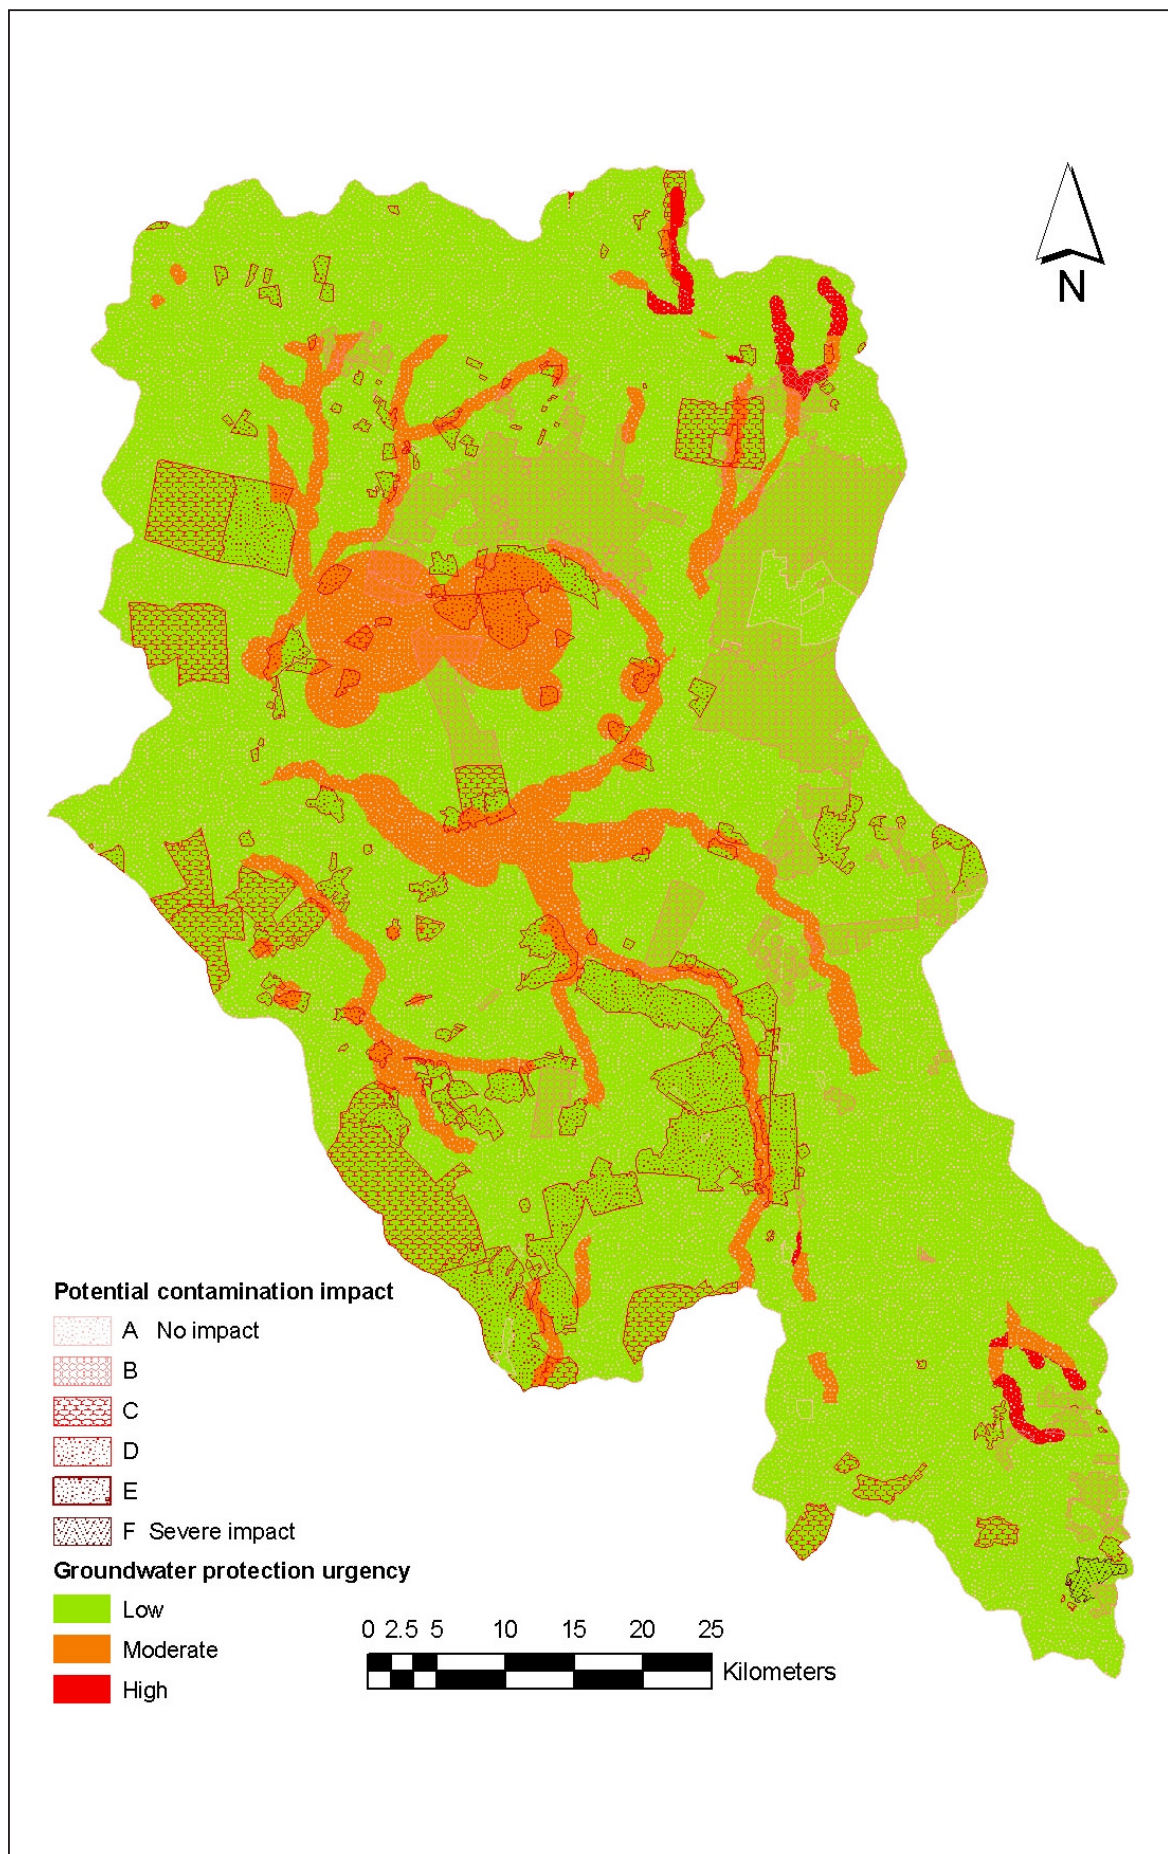 N
Potential contamination impact
A No impact
B
C
D
E
F Severe impact
Groundwater protection urgency
Low
Moderate
High
0 2.5 5 10 15 20 25
Kilometers